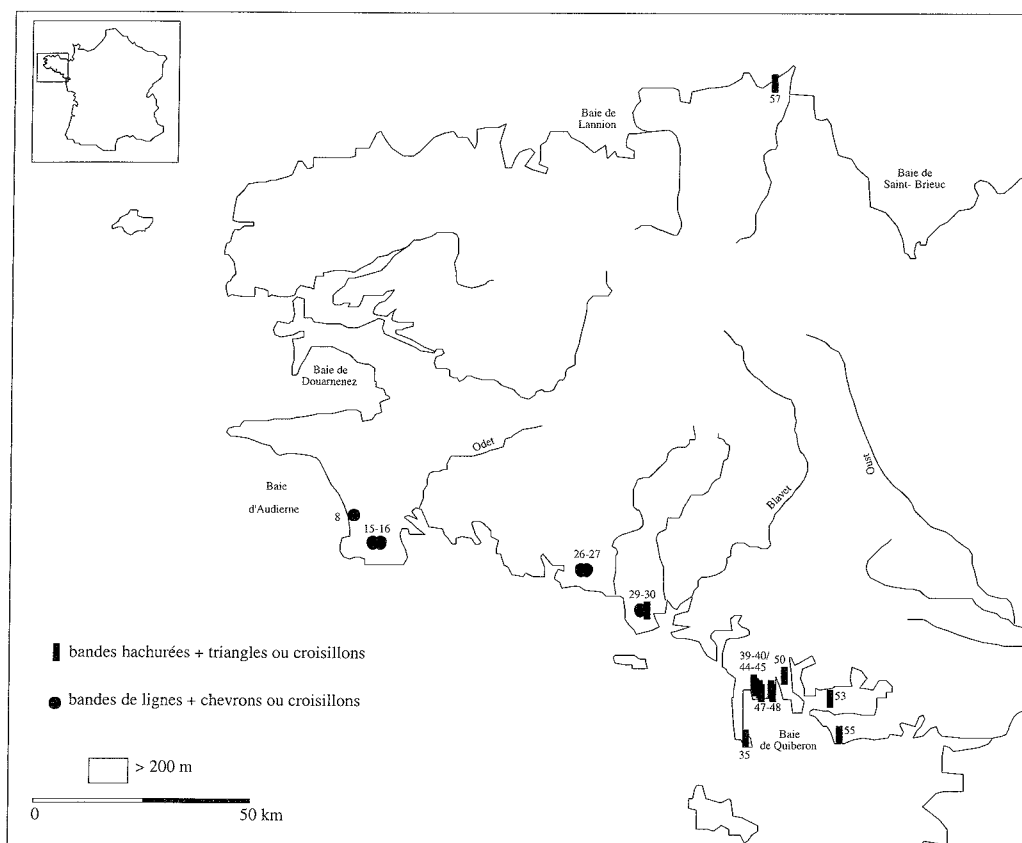 57
Baie de
Lannion
Baie de
Saint- Brieuc
Baie de
Douarnenez
Odet
Oust
Blavet
Baie
d'Audierne
8
15-16
26-27
29-30
39-40/
44-45
50
47-48
53
55
35
Baie
de Quiberon
bandes hachurées + triangles ou croisillons
bandes de lignes + chevrons ou croisillons
> 200 m
0
50 km